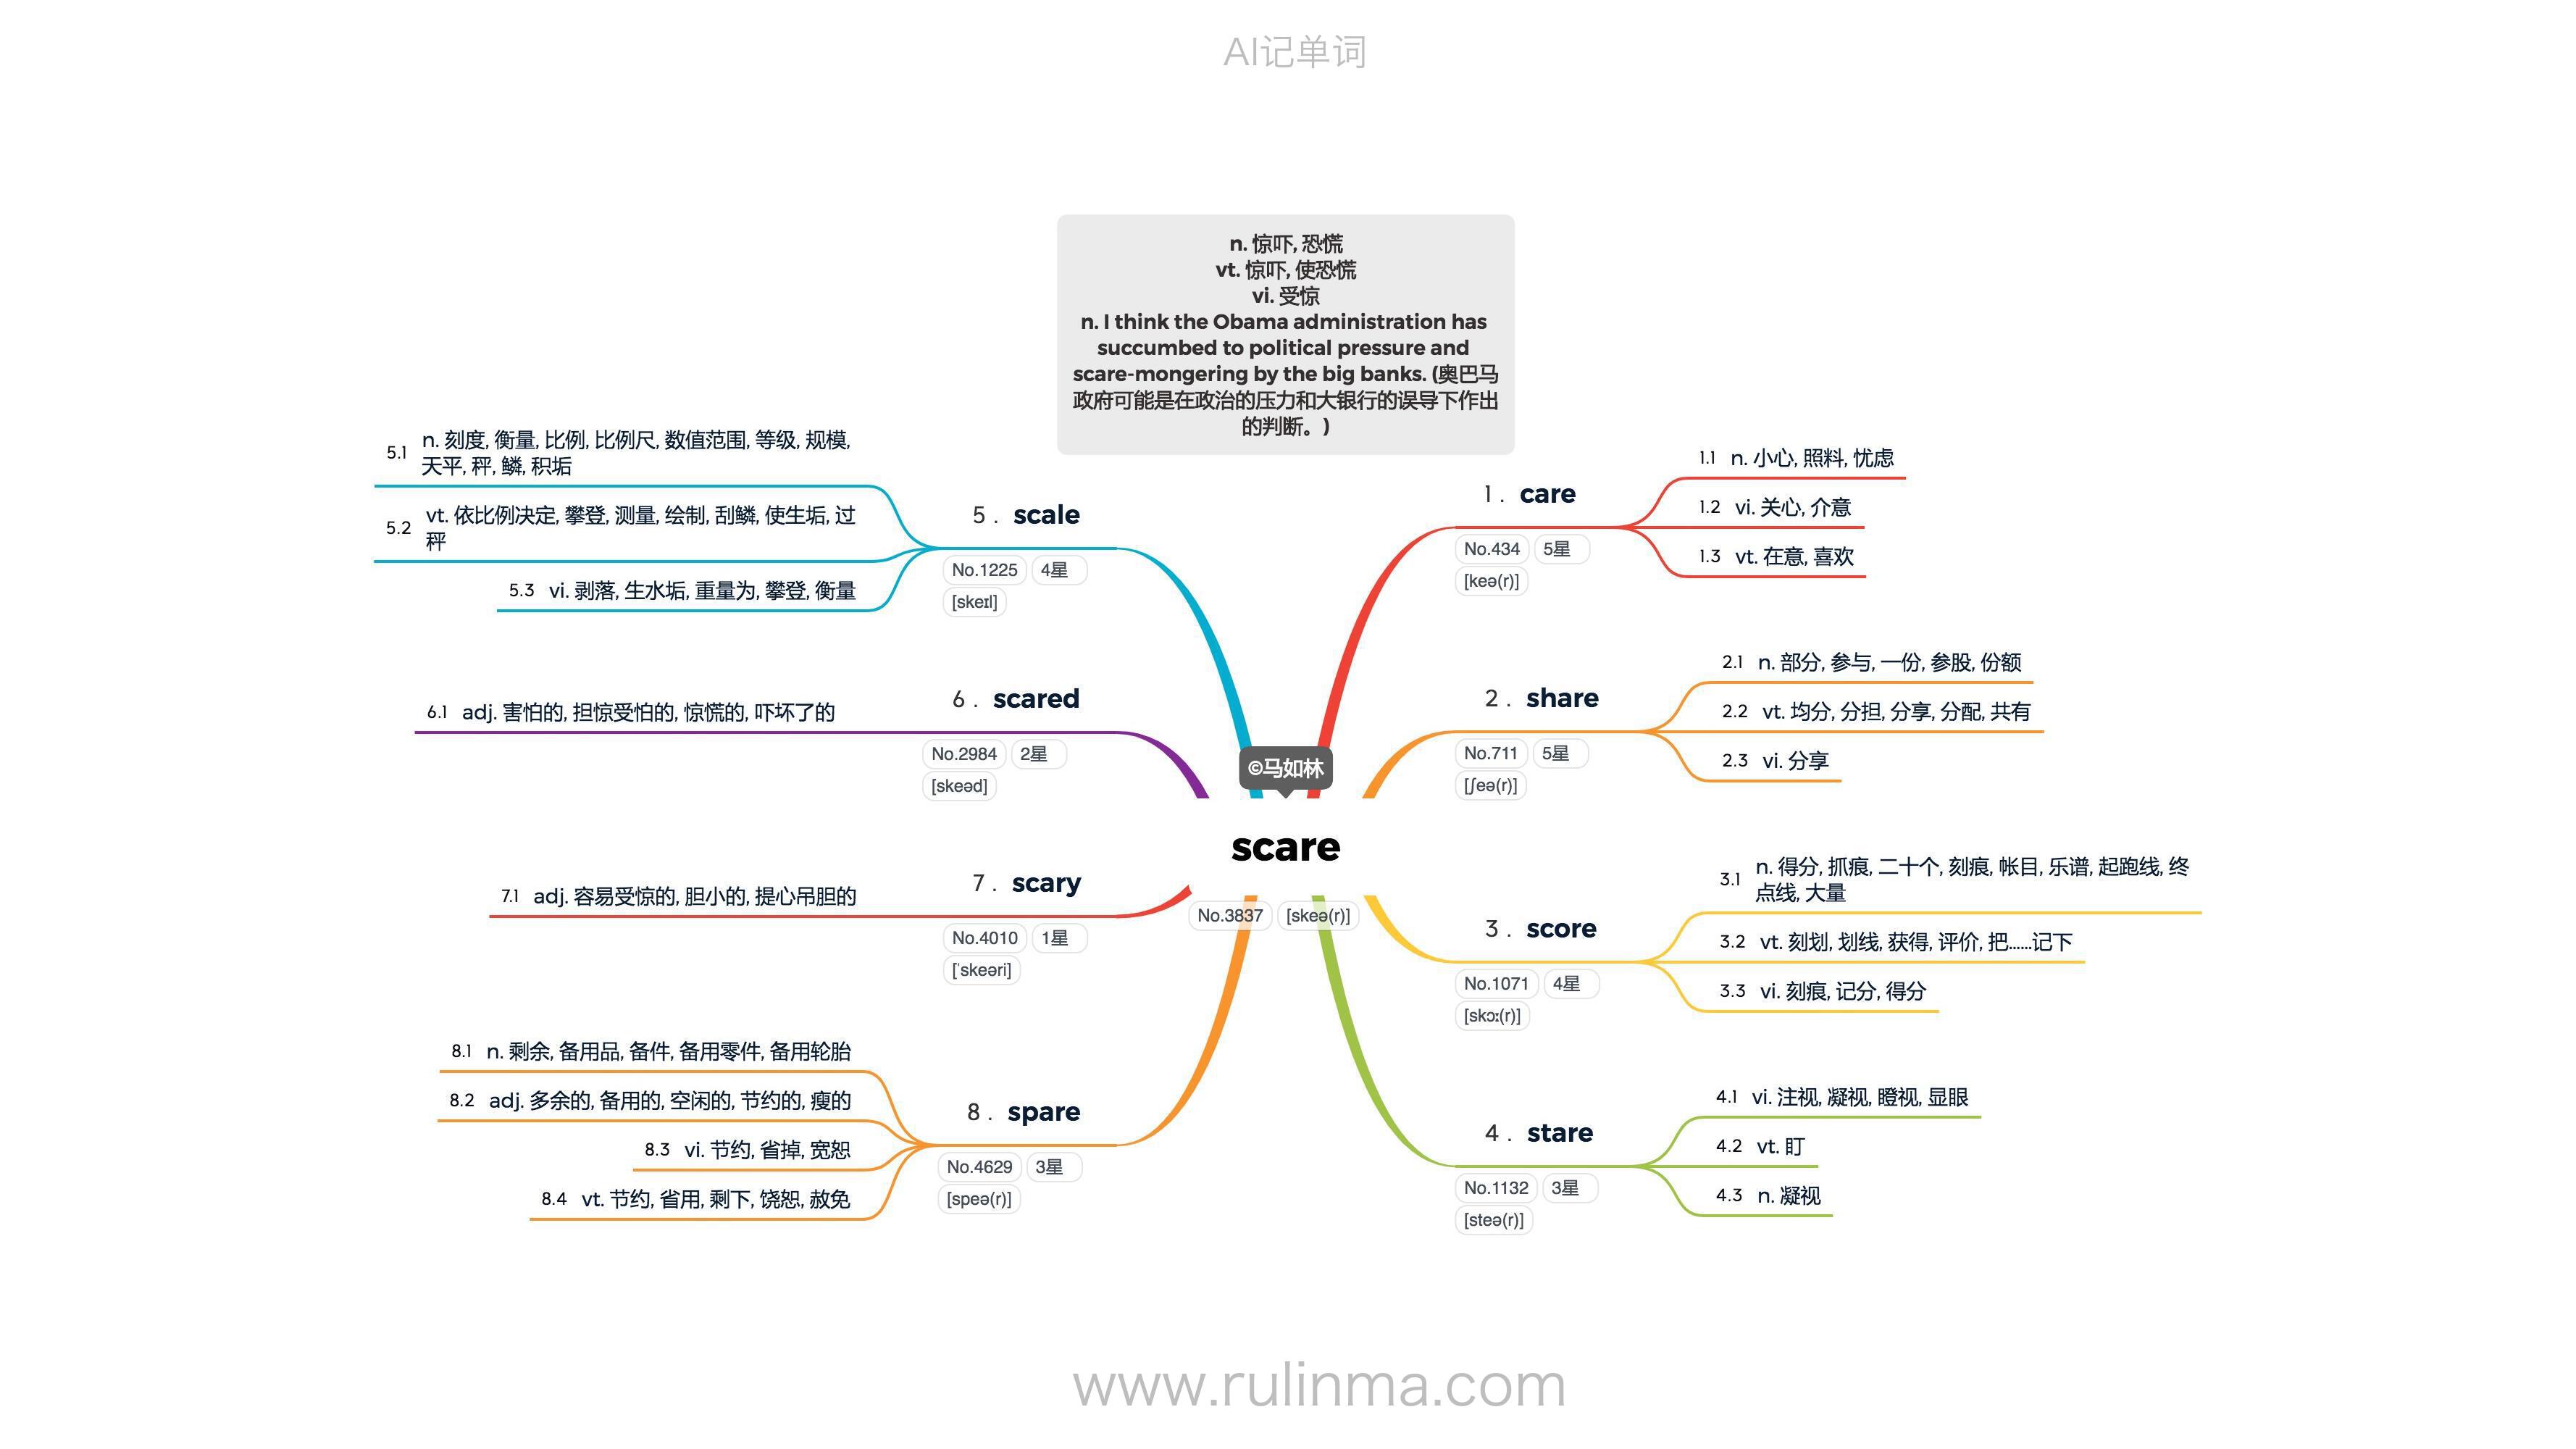 AI记单词
n. 惊吓, 恐慌
vt. 惊吓, 使恐慌
vi. 受惊
n. I think the Obama administration has
succumbed to political pressure and
scare-mongering by the big banks. (奥巴马
政府可能是在政治的压力和大银行的误导下作出
的判断。)
©马如林
scare
No.3837 [skeə(r)]
1. care
No.434 5星
[keə(r)]
1.1 n. 小心, 照料, 忧虑
1.2 vi. 关心, 介意
1.3 vt. 在意, 喜欢
2. share
No.711 5星
[ʃeə(r)]
2.1 n. 部分, 参与, 一份, 参股, 份额
2.2 vt. 均分, 分担, 分享, 分配, 共有
2.3 vi. 分享
3. score
No.1071 4星
[skɔː(r)]
3.1 n. 得分, 抓痕, 二十个, 刻痕, 帐目, 乐谱, 起跑线, 终
点线, 大量
3.2 vt. 刻划, 划线, 获得, 评价, 把……记下
3.3 vi. 刻痕, 记分, 得分
4. stare
No.1132 3星
[steə(r)]
4.1 vi. 注视, 凝视, 瞪视, 显眼
4.2 vt. 盯
4.3 n. 凝视
5. scale
No.1225 4星
[skeɪl]
5.1 n. 刻度, 衡量, 比例, 比例尺, 数值范围, 等级, 规模,
天平, 秤, 鳞, 积垢
5.2 vt. 依比例决定, 攀登, 测量, 绘制, 刮鳞, 使生垢, 过
秤
5.3 vi. 剥落, 生水垢, 重量为, 攀登, 衡量
6. scared
No.2984 2星
[skeəd]
6.1 adj. 害怕的, 担惊受怕的, 惊慌的, 吓坏了的
7. scary
No.4010 1星
[ˈskeəri]
7.1 adj. 容易受惊的, 胆小的, 提心吊胆的
8. spare
No.4629 3星
[speə(r)]
8.1 n. 剩余, 备用品, 备件, 备用零件, 备用轮胎
8.2 adj. 多余的, 备用的, 空闲的, 节约的, 瘦的
8.3 vi. 节约, 省掉, 宽恕
8.4 vt. 节约, 省用, 剩下, 饶恕, 赦免
www.rulinma.com